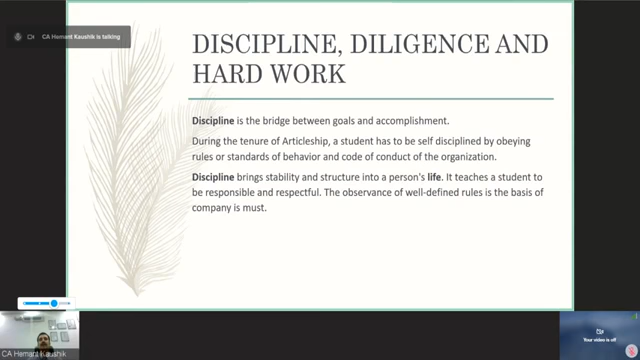 CA Hemant Kaushik is talking
DISCIPLINE, DILIGENCE AND
HARD WORK
Discipline is the bridge between goals and accomplishment.
During the tenure of Articleship, a student has to be self disciplined by obeying
rules or standards of behavior and code of conduct of the organization.
Discipline brings stability and structure into a person's life. It teaches a student to
be responsible and respectful. The observance of well-defined rules is the basis of
company is must.
CA Hemant Kaushik
Your video is off